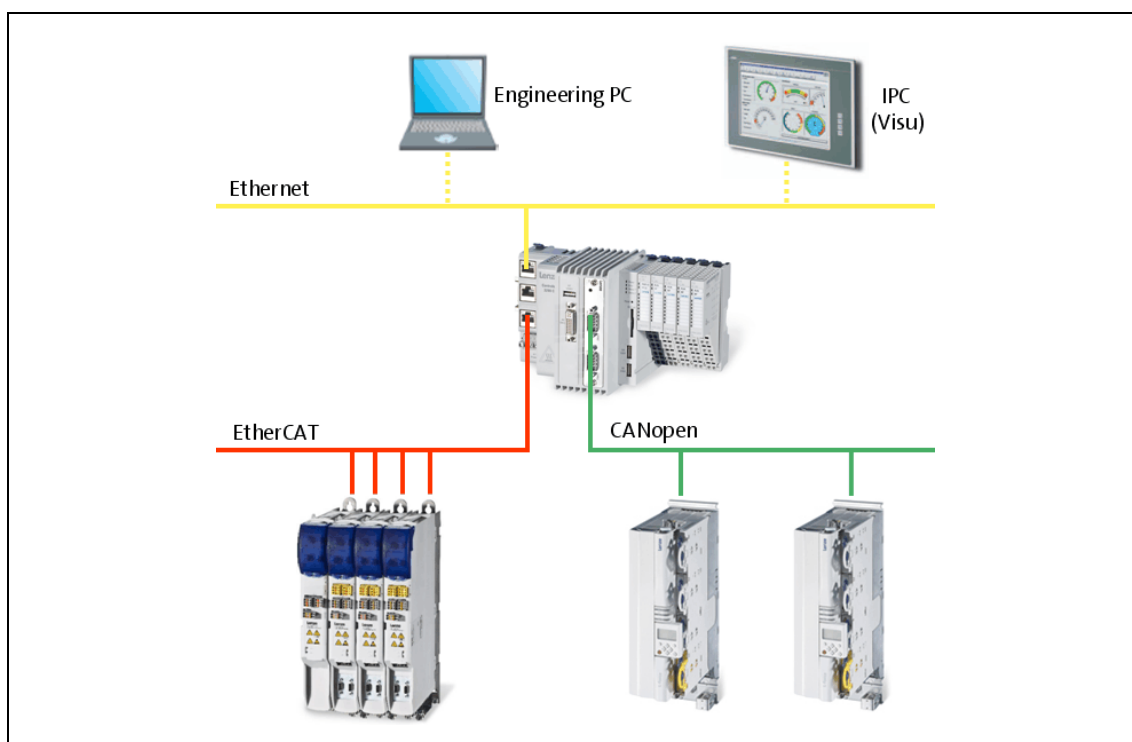 Engineering PC
IPC
(Visu)
Ethernet
EtherCAT
CANopen